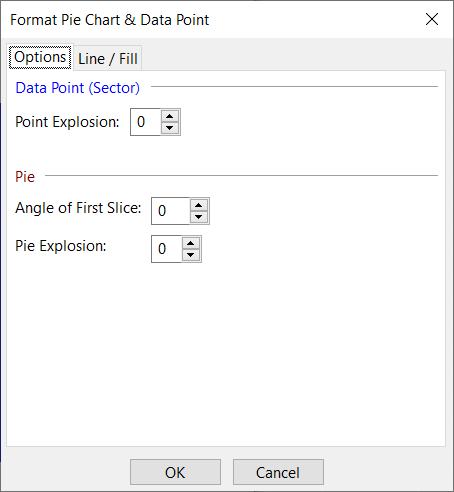 Format Pie Chart & Data Point
Options
Line / Fill
Data Point (Sector)
Point Explosion: 0
Pie
Angle of First Slice: 0
Pie Explosion: 0
OK
Cancel